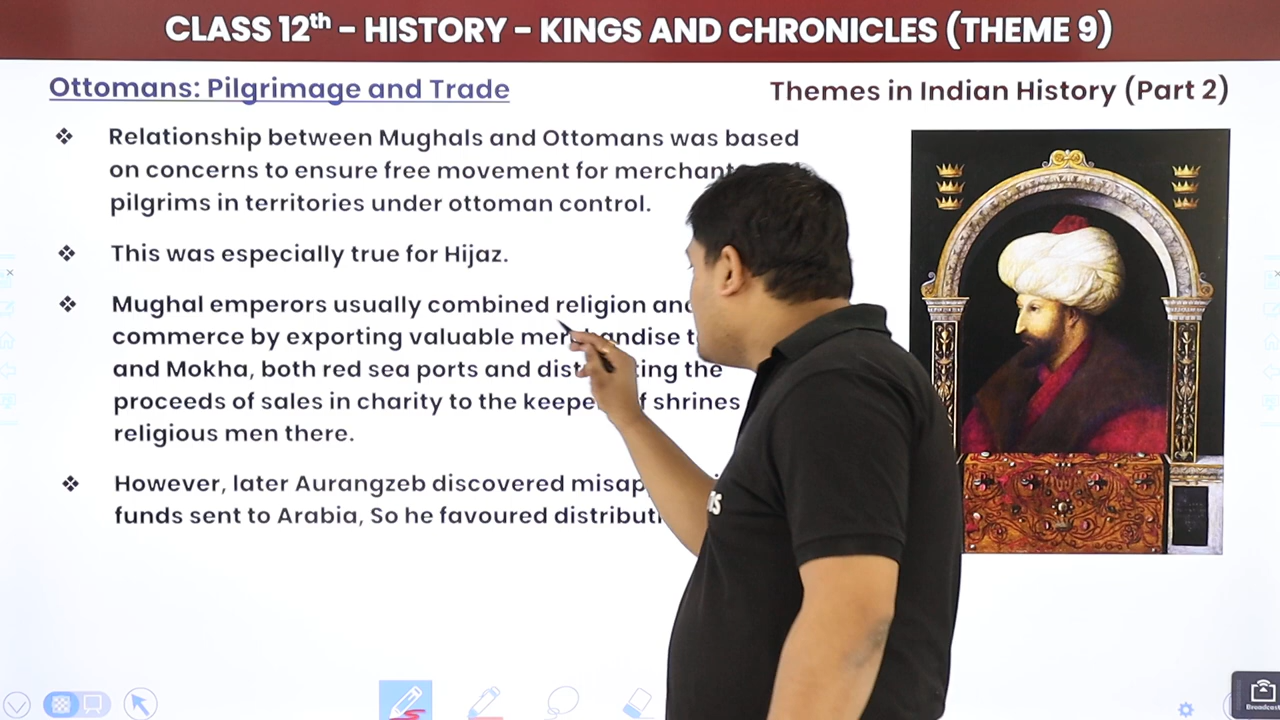 CLASS 12th – HISTORY – KINGS AND CHRONICLES (THEME 9)
Ottomans: Pilgrimage and Trade
Themes in Indian History (Part 2)
❖ Relationship between Mughals and Ottomans was based
on concerns to ensure free movement for merchant
pilgrims in territories under ottoman control.
❖ This was especially true for Hijaz.
❖ Mughal emperors usually combined religion and
commerce by exporting valuable merchandise
and Mokha, both red sea ports and distributing the
proceeds of sales in charity to the keepers of shrines
religious men there.
❖ However, later Aurangzeb discovered
funds sent to Arabia, So he favoured
Broadcast